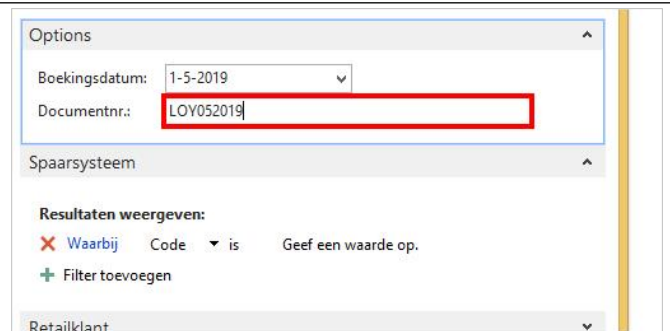 Options
Boekingsdatum: 1-5-2019
Documentnr.: LOY052019
Spaarsysteem
Resultaten weergeven:
Waarbij Code is Geef een waarde op.
Filter toevoegen
Retailklant